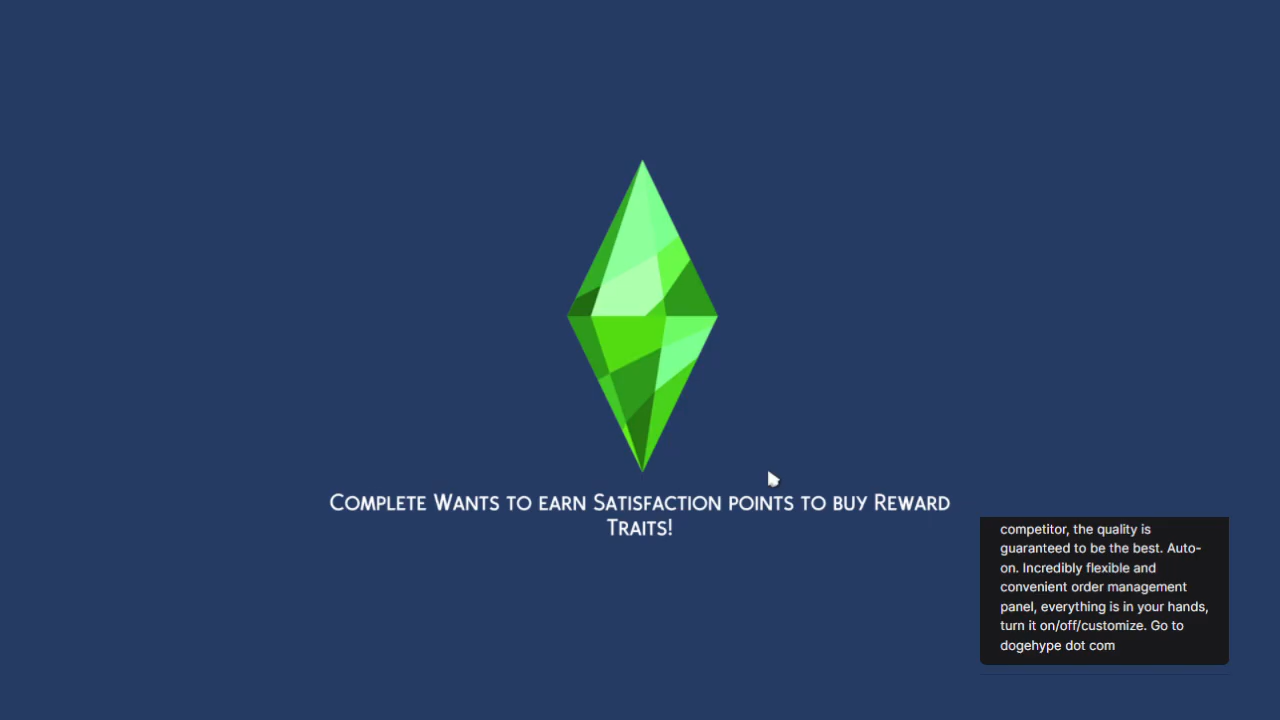 Complete Wants to earn Satisfaction points to buy Reward
Traits!
competitor, the quality is
guaranteed to be the best. Auto-
on. Incredibly flexible and
convenient order management
panel, everything is in your hands,
turn it on/off/customize. Go to
dogehype dot com